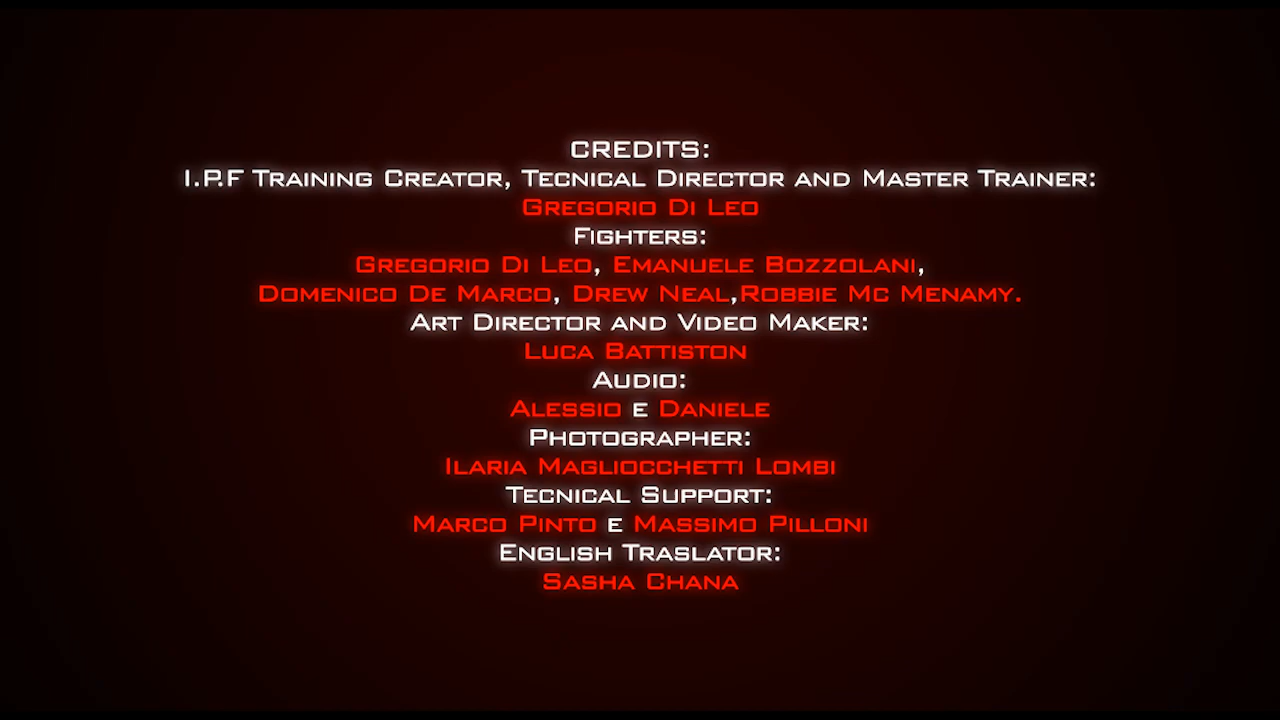 CREDITS:
I.P.F TRAINING CREATOR, TECNICAL DIRECTOR AND MASTER TRAINER:
GREGORIO DI LEO
FIGHTERS:
GREGORIO DI LEO, EMANUELE BOZZOLANI,
DOMENICO DE MARCO, DREW NEAL,ROBBIE MC MENAMY.
ART DIRECTOR AND VIDEO MAKER:
LUCA BATTISTON
AUDIO:
ALESSIO E DANIELE
PHOTOGRAPHER:
ILARIA MAGLIOCCHETTI LOMBI
TECNICAL SUPPORT:
MARCO PINTO E MASSIMO PILLONI
ENGLISH TRASLATOR:
SASHA CHANA